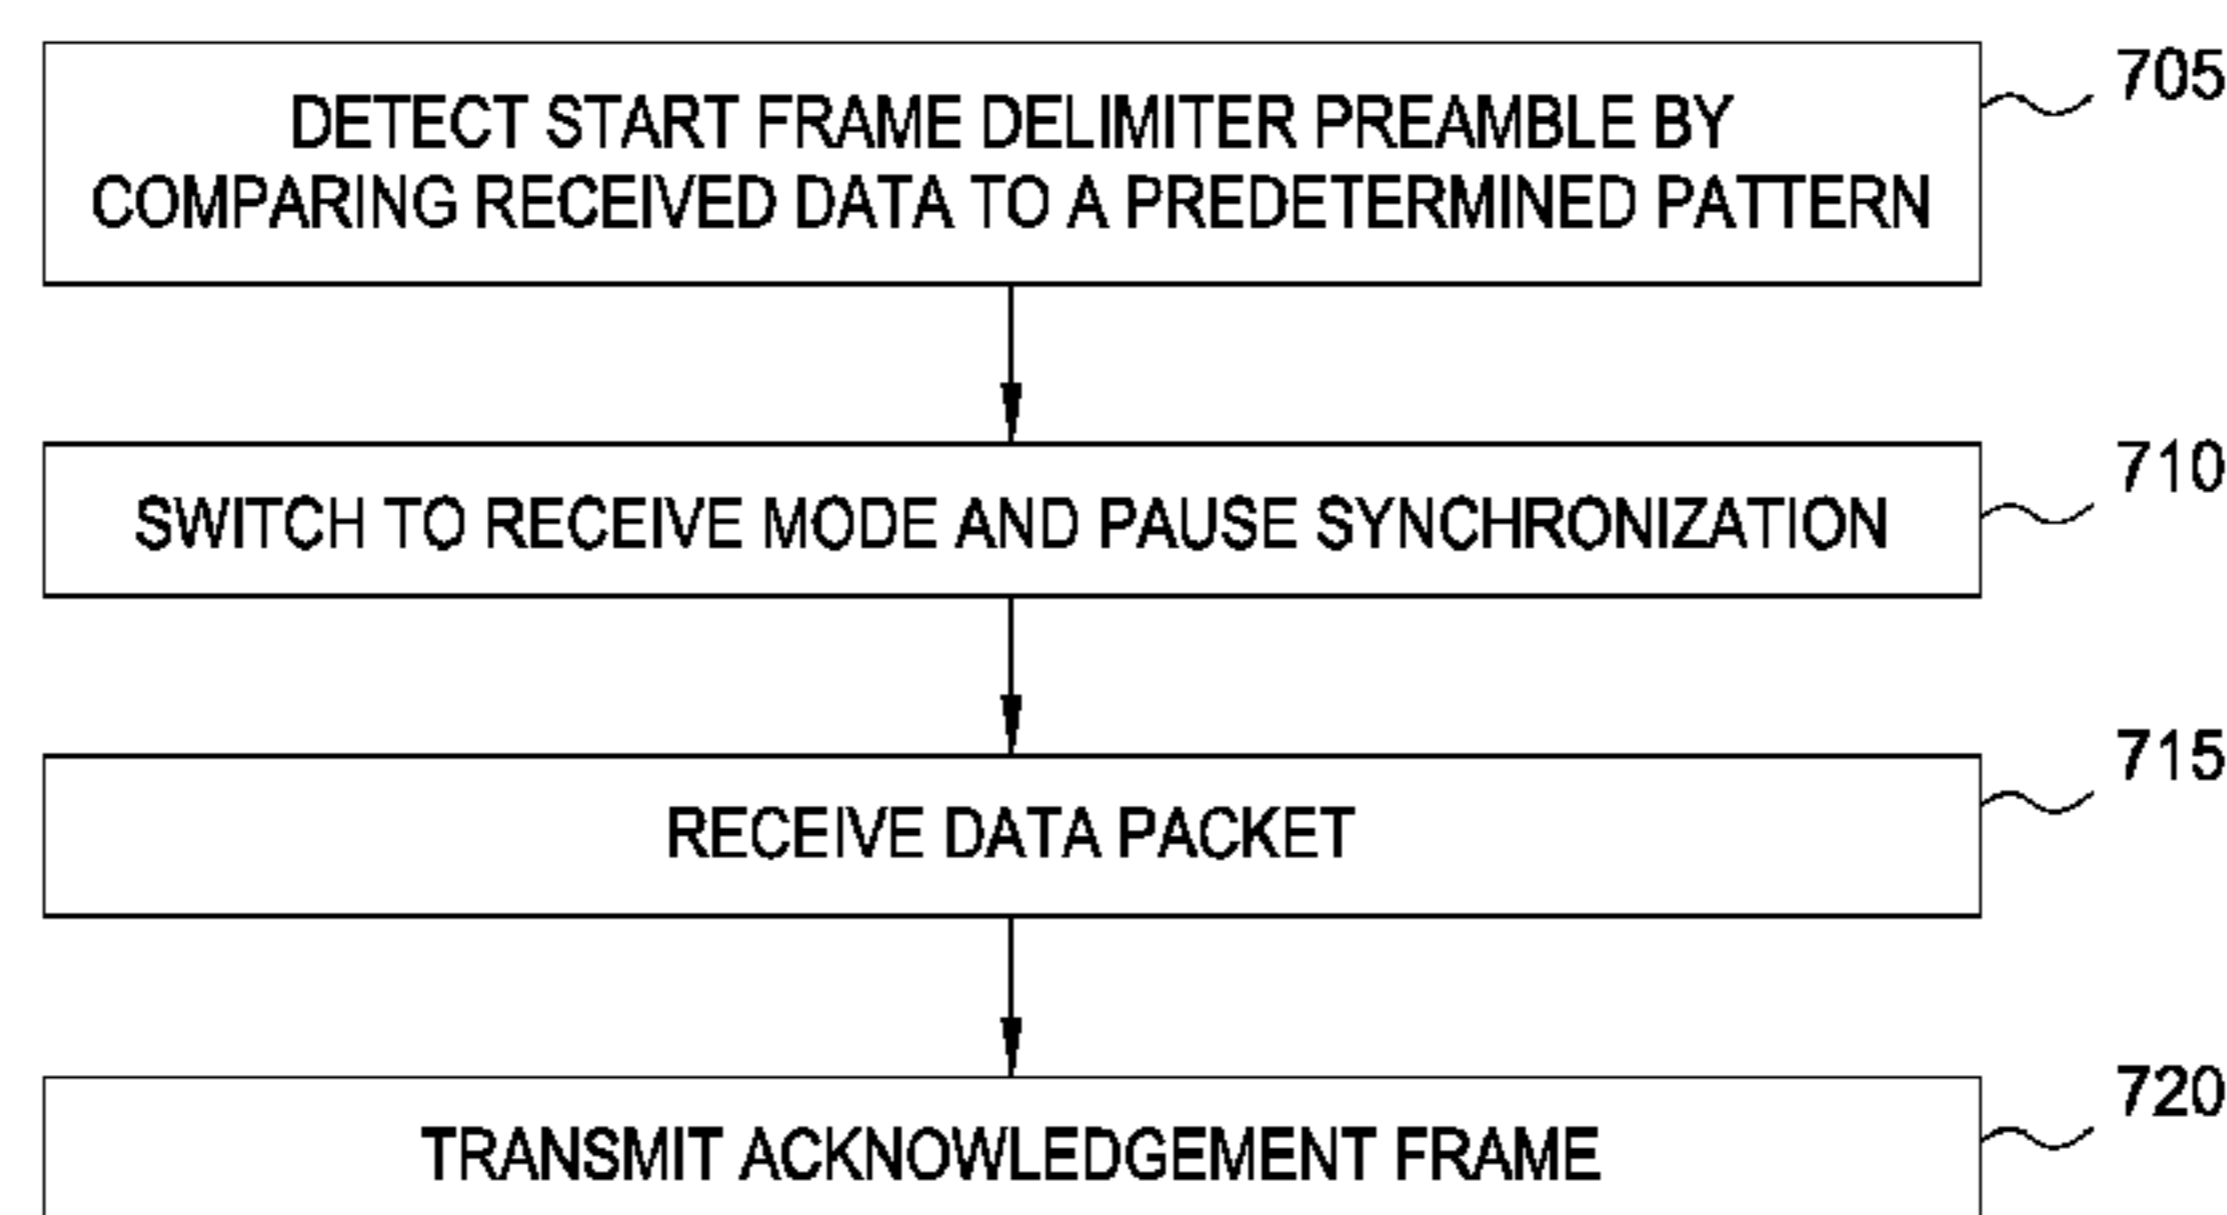 705
DETECT START FRAME DELIMITER PREAMBLE BY
COMPARING RECEIVED DATA TO A PREDETERMINED PATTERN
710
SWITCH TO RECEIVE MODE AND PAUSE SYNCHRONIZATION
715
RECEIVE DATA PACKET
720
TRANSMIT ACKNOWLEDGEMENT FRAME